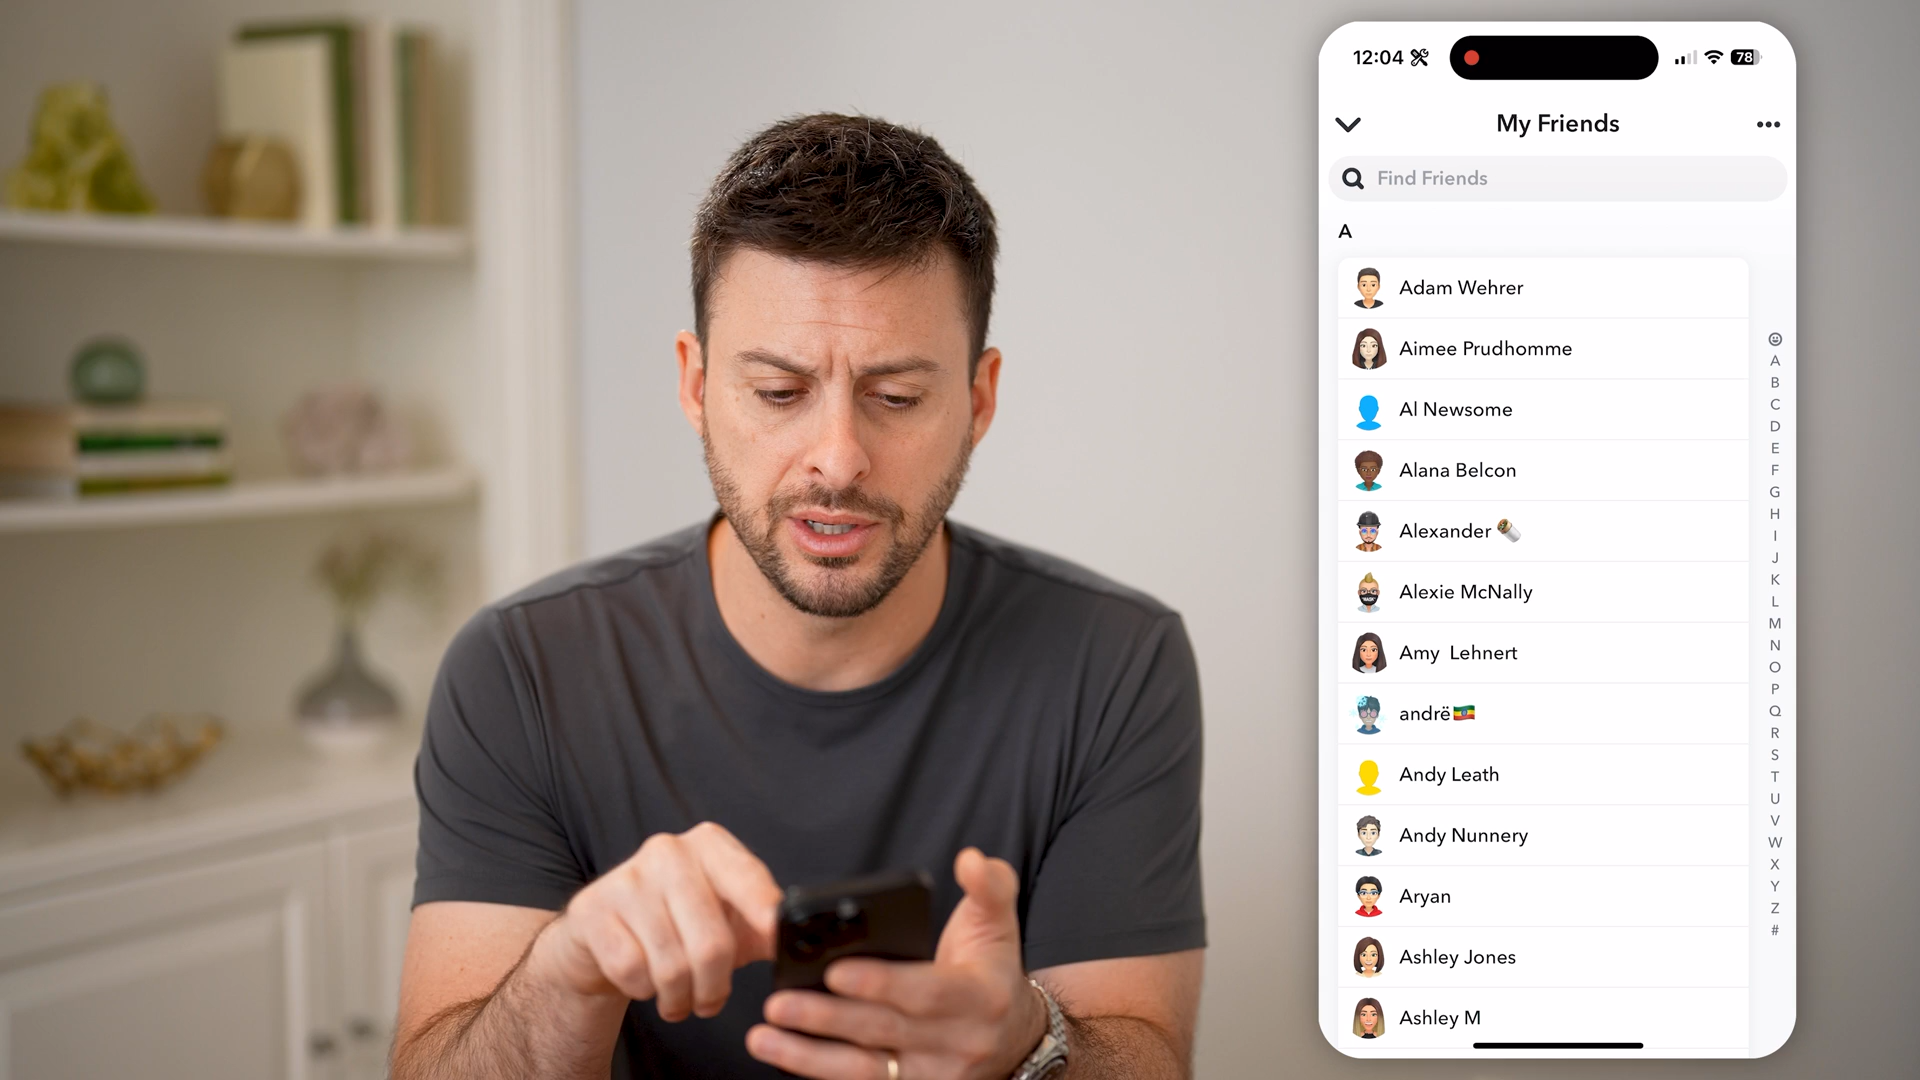 12:04
78
My Friends
Find Friends
A
Adam Wehrer
Aimee Prudhomme
Al Newsome
Alana Belcon
Alexander
Alexie McNally
Amy Lehnert
andrë
Andy Leath
Andy Nunnery
Aryan
Ashley Jones
Ashley M
A
B
C
D
E
F
G
H
I
J
K
L
M
N
O
P
Q
R
S
T
U
V
W
X
Y
Z
#